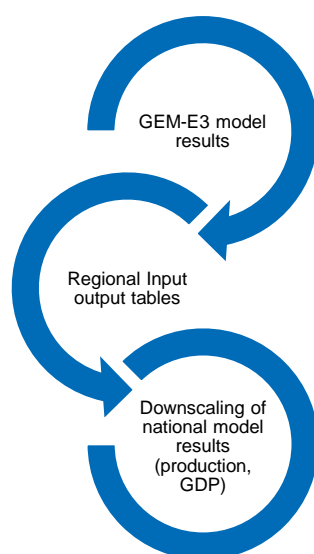 GEM-E3 model
results
Regional Input
output tables
Downscaling of
national model
results
(production,
GDP)